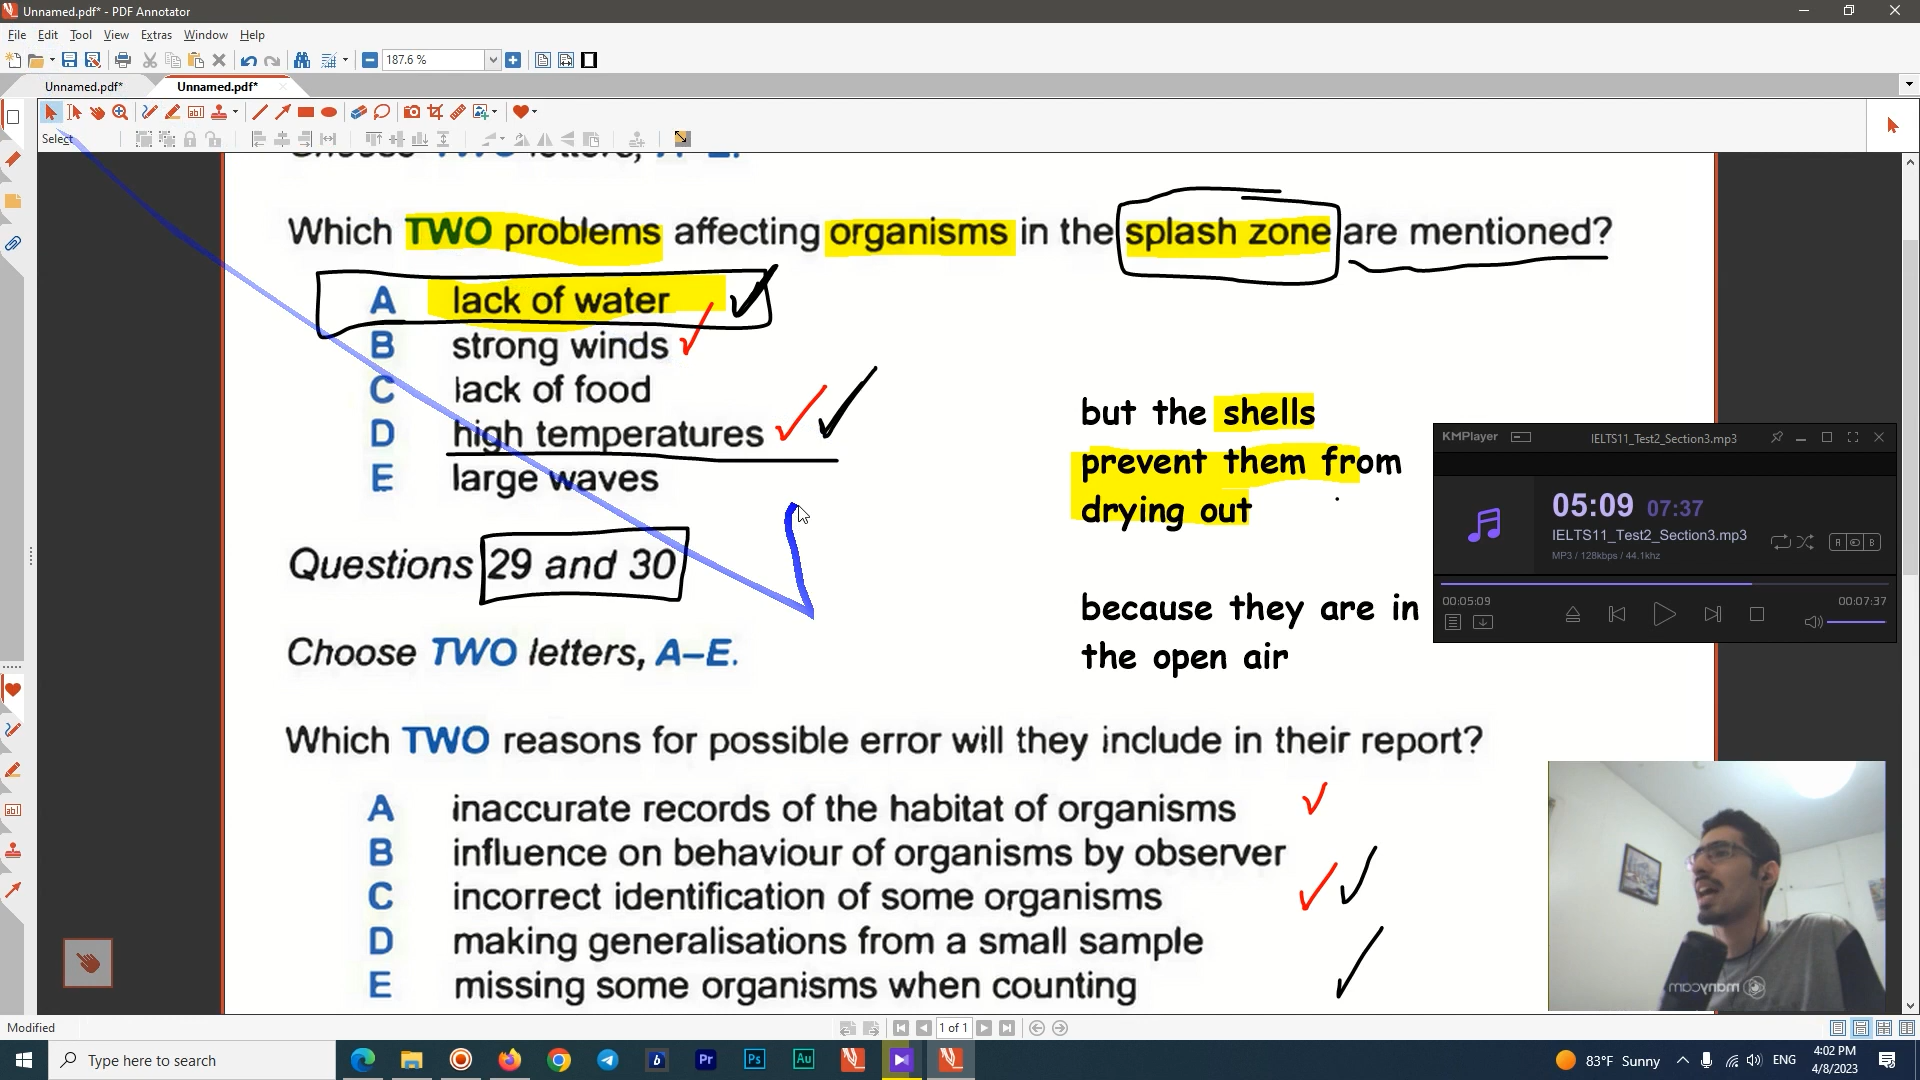 Unnamed.pdf* - PDF Annotator
File Edit Tool View Extras Window Help
187.6 %
Unnamed.pdf* Unnamed.pdf*
Select
Which TWO problems affecting organisms in the splash zone are mentioned?
A lack of water
B strong winds
C lack of food
D high temperatures
E large waves
but the shells
prevent them from
drying out
because they are in
the open air
KMPlayer IELTS11_Test2_Section3.mp3
05:09 07:37
IELTS11_Test2_Section3.mp3
MP3 / 128kbps / 44.1khz
A B
00:05:09 00:07:37
Questions 29 and 30
Choose TWO letters, A–E.
Which TWO reasons for possible error will they include in their report?
A inaccurate records of the habitat of organisms
B influence on behaviour of organisms by observer
C incorrect identification of some organisms
D making generalisations from a small sample
E missing some organisms when counting
manycam
Modified
1 of 1
Type here to search
83°F Sunny
ENG
4:02 PM
4/8/2023